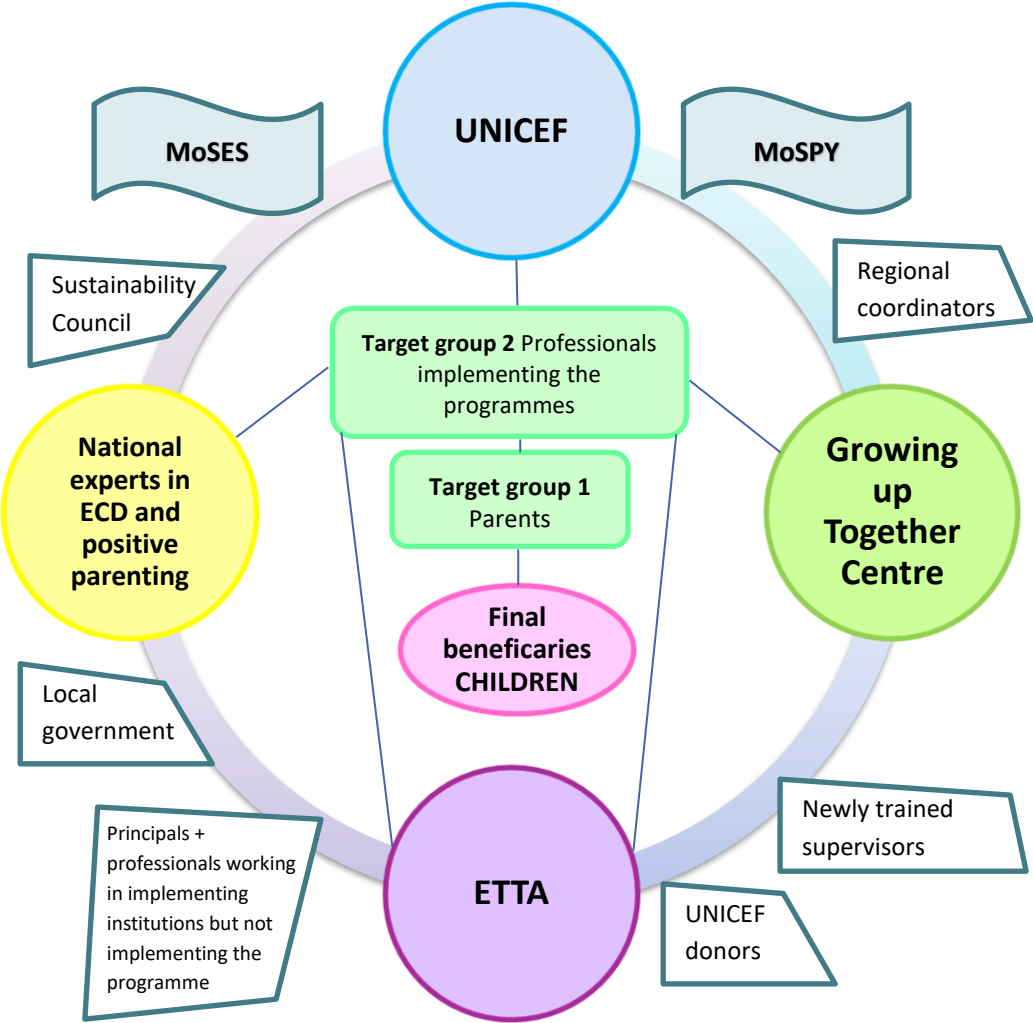 UNICEF
MoSES
MoSPY
Sustainability
Council
Regional
coordinators
Target group 2 Professionals
implementing the
programmes
National
experts in
ECD and
positive
parenting
Target group 1
Parents
Growing
up
Together
Centre
Final
beneficaries
CHILDREN
Local
government
Principals +
professionals working
in implementing
institutions but not
implementing the
programme
ETTA
Newly trained
supervisors
UNICEF
donors